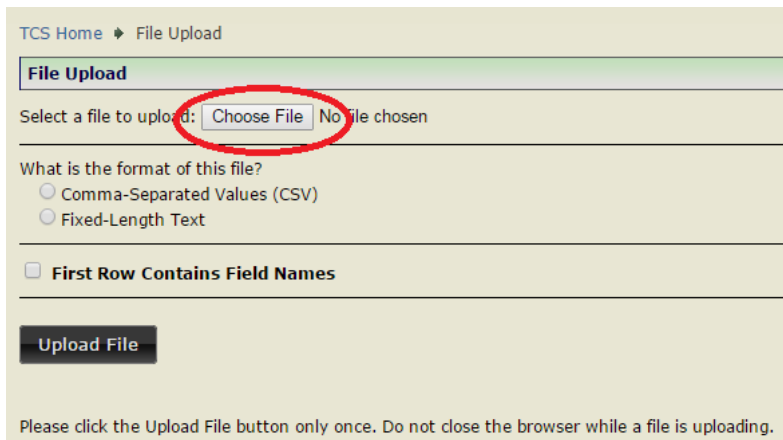 TCS Home File Upload
File Upload
Select a file to upload: Choose File No file chosen
What is the format of this file?
Comma-Separated Values (CSV)
Fixed-Length Text
First Row Contains Field Names
Upload File
Please click the Upload File button only once. Do not close the browser while a file is uploading.